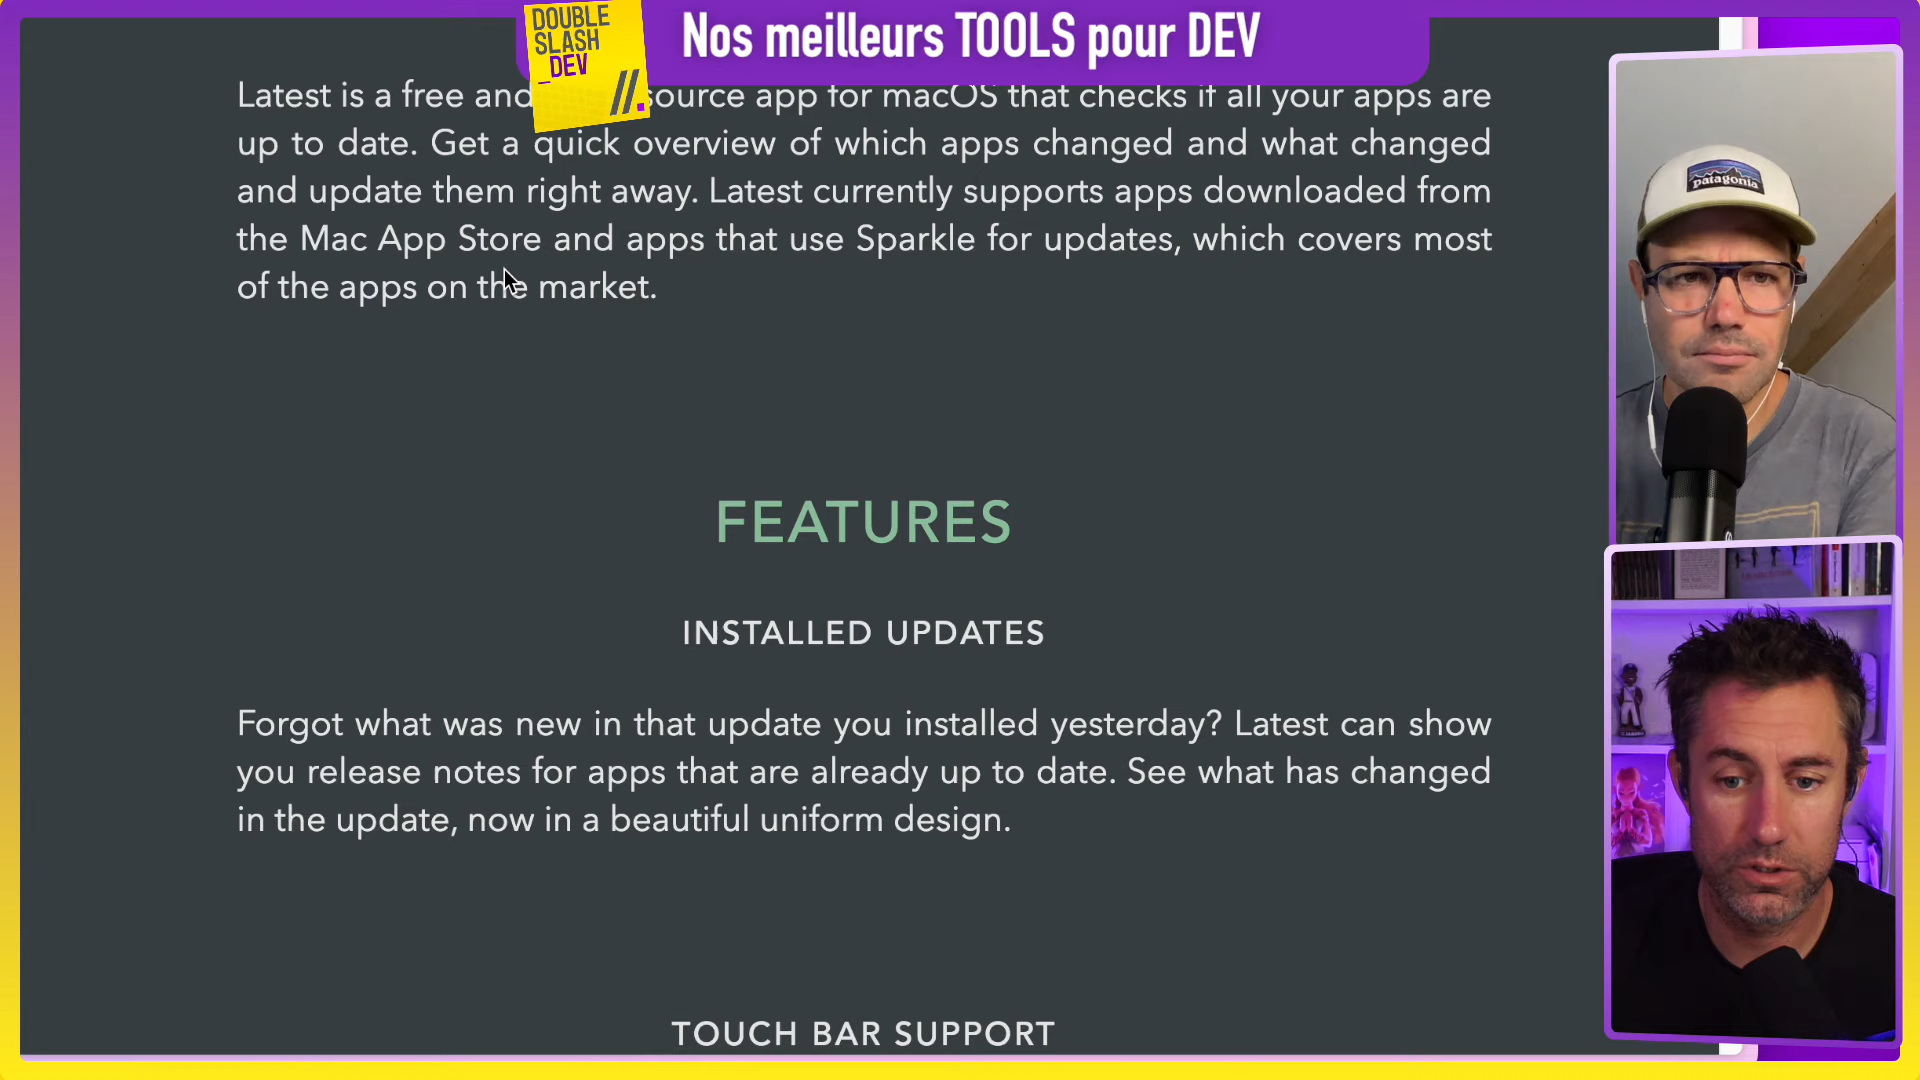 DOUBLE
SLASH
_DEV
//.
Nos meilleurs TOOLS pour DEV
Latest is a free and source app for macOS that checks if all your apps are
up to date. Get a quick overview of which apps changed and what changed
and update them right away. Latest currently supports apps downloaded from
the Mac App Store and apps that use Sparkle for updates, which covers most
of the apps on the market.
FEATURES
INSTALLED UPDATES
Forgot what was new in that update you installed yesterday? Latest can show
you release notes for apps that are already up to date. See what has changed
in the update, now in a beautiful uniform design.
TOUCH BAR SUPPORT
patagonia